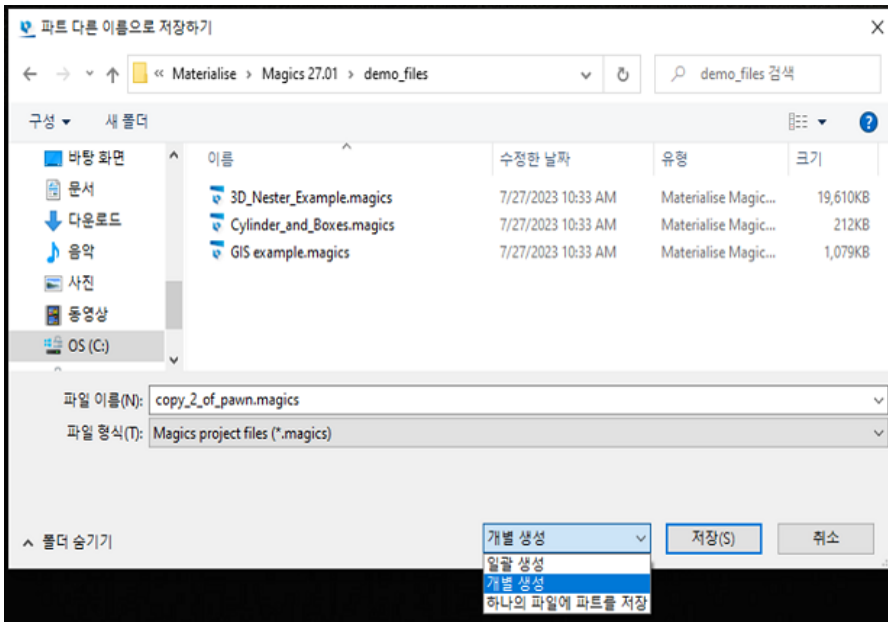 파트 다른 이름으로 저장하기
« Materialise › Magics 27.01 › demo_files
demo_files 검색
구성
새 폴더
바탕 화면
문서
다운로드
음악
사진
동영상
OS (C:)
이름 수정한 날짜 유형 크기
3D_Nester_Example.magics 7/27/2023 10:33 AM Materialise Magic... 19,610KB
Cylinder_and_Boxes.magics 7/27/2023 10:33 AM Materialise Magic... 212KB
GIS example.magics 7/27/2023 10:33 AM Materialise Magic... 1,079KB
파일 이름(N): copy_2_of_pawn.magics
파일 형식(T): Magics project files (*.magics)
폴더 숨기기
개별 생성
저장(S)
취소
일괄 생성
개별 생성
하나의 파일에 파트를 저장